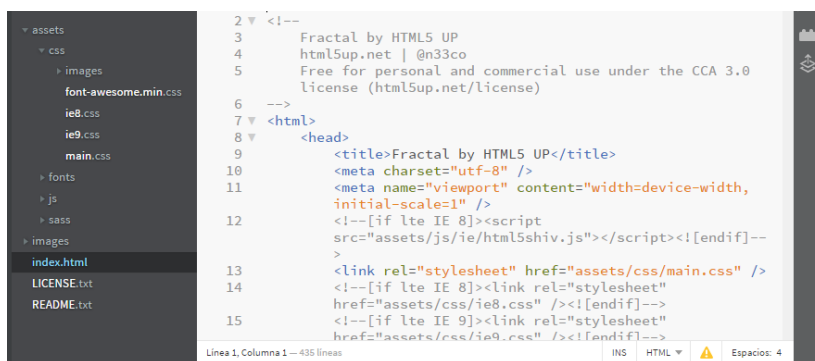 assets
css
images
font-awesome.min.css
ie8.css
ie9.css
main.css
fonts
js
sass
images
index.html
LICENSE.txt
README.txt
2 <!--
3 Fractal by HTML5 UP
4 html5up.net | @n33co
5 Free for personal and commercial use under the CCA 3.0
license (html5up.net/license)
6 -->
7 <html>
8 <head>
9 <title>Fractal by HTML5 UP</title>
10 <meta charset="utf-8" />
11 <meta name="viewport" content="width=device-width,
initial-scale=1" />
12 <!--[if lte IE 8]><script
src="assets/js/ie/html5shiv.js"></script><![endif]--
>
13 <link rel="stylesheet" href="assets/css/main.css" />
14 <!--[if lte IE 8]><link rel="stylesheet"
href="assets/css/ie8.css" /><![endif]-->
15 <!--[if lte IE 9]><link rel="stylesheet"
href="assets/css/ie9.css" /><![endif]-->
Línea 1, Columna 1 — 435 líneas INS HTML Espacios: 4